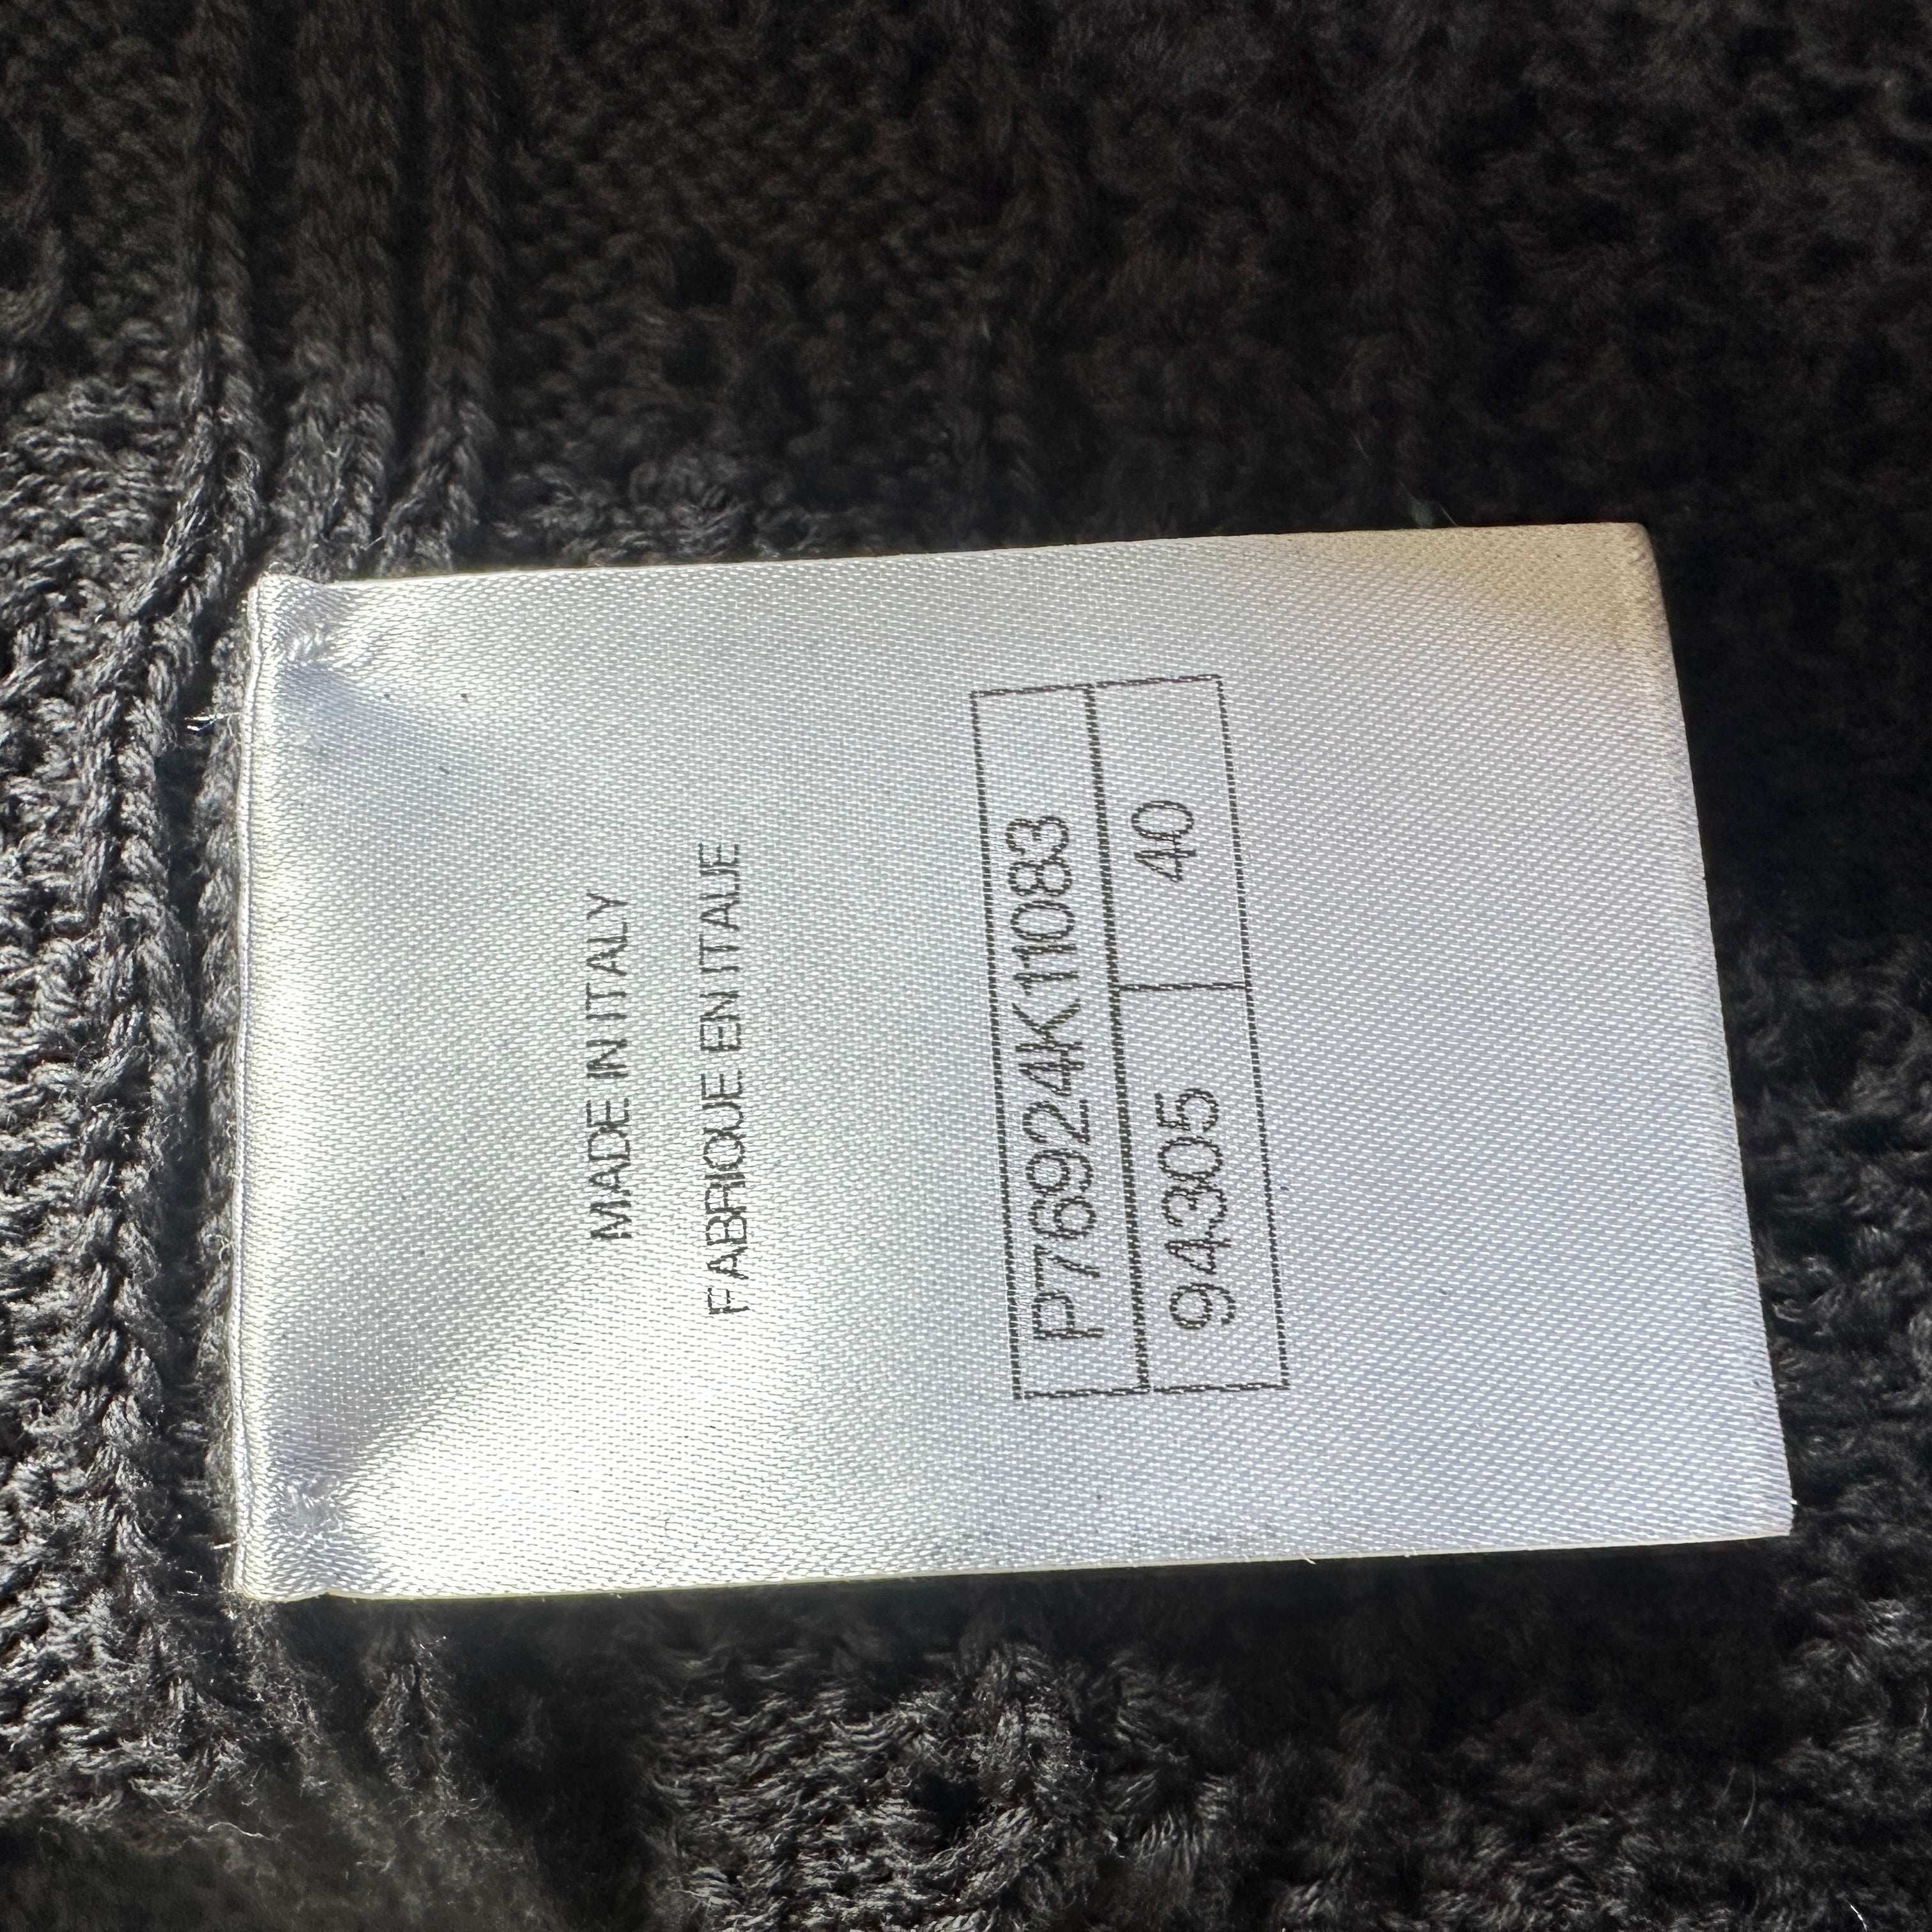 MADE IN ITALY
FABRIQUE EN ITALIE
P76924K11083
94305 40